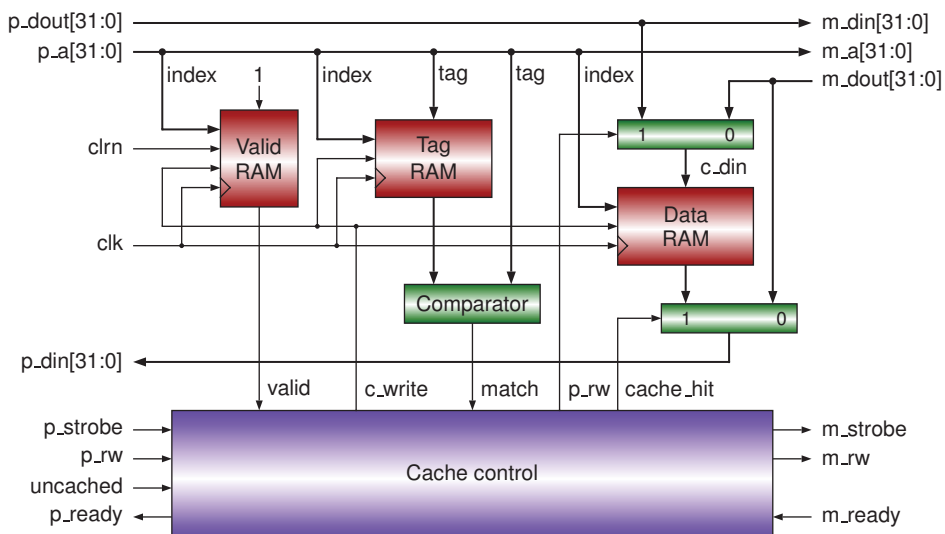 p_dout[31:0]
m_din[31:0]
p_a[31:0]
m_a[31:0]
index
1
index
tag
tag
index
m_dout[31:0]
clrn
Valid
RAM
Tag
RAM
1
0
c_din
Data
RAM
clk
Comparator
1
0
p_din[31:0]
valid
c_write
match
p_rw
cache_hit
p_strobe
m_strobe
p_rw
m_rw
Cache control
uncached
p_ready
m_ready